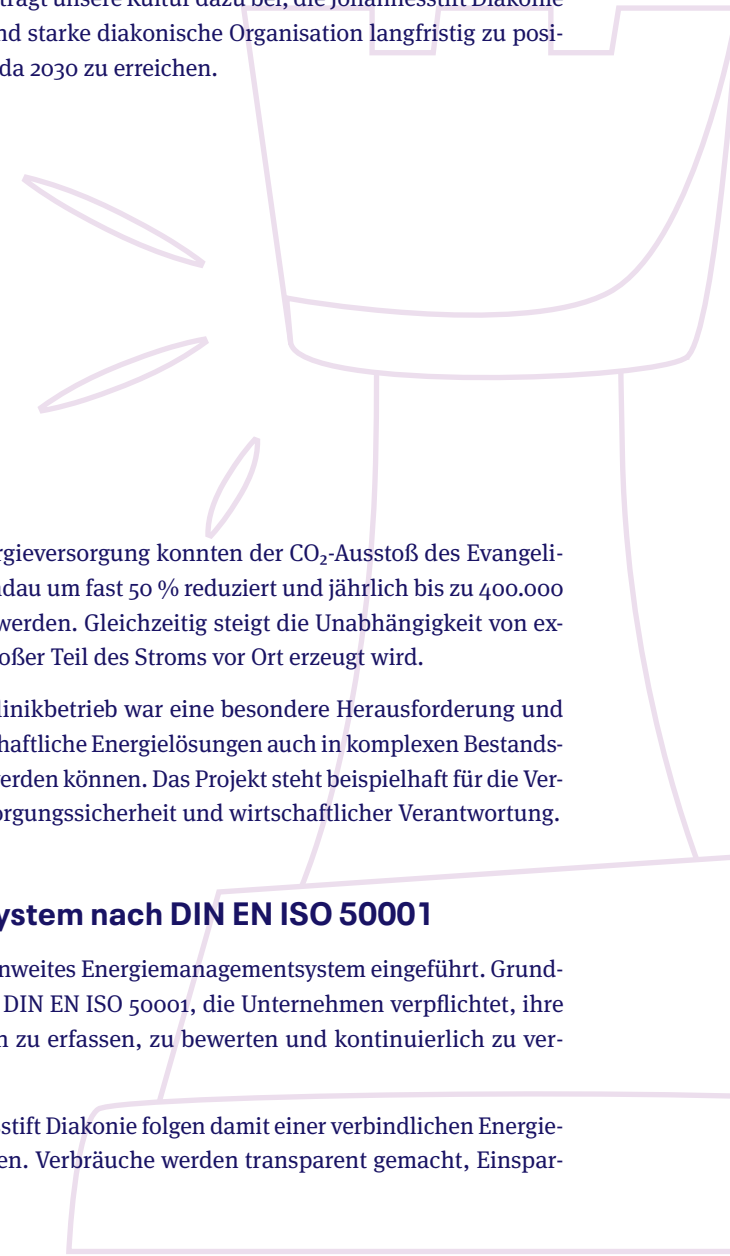 trägt unsere Kultur dazu bei, die Johannesstift Diakonie
nd starke diakonische Organisation langfristig zu posi-
da 2030 zu erreichen.
rgieversorgung konnten der CO₂-Ausstoß des Evangeli-
ndau um fast 50 % reduziert und jährlich bis zu 400.000
werden. Gleichzeitig steigt die Unabhängigkeit von ex-
oßer Teil des Stroms vor Ort erzeugt wird.
linikbetrieb war eine besondere Herausforderung und
haftliche Energielösungen auch in komplexen Bestands-
werden können. Das Projekt steht beispielhaft für die Ver-
orgungssicherheit und wirtschaftlicher Verantwortung.
ystem nach DIN EN ISO 50001
nweites Energiemanagementsystem eingeführt. Grund-
DIN EN ISO 50001, die Unternehmen verpflichtet, ihre
n zu erfassen, zu bewerten und kontinuierlich zu ver-
stift Diakonie folgen damit einer verbindlichen Energie-
en. Verbräuche werden transparent gemacht, Einspar-